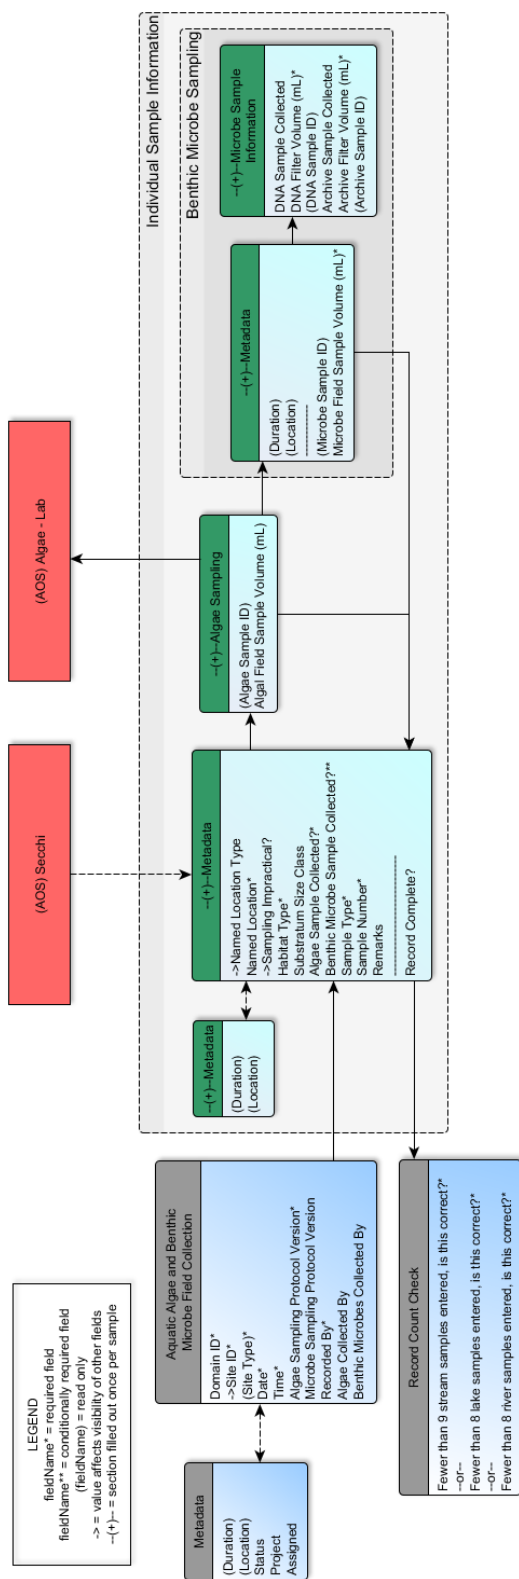 LEGEND
fieldName* = required field
fieldName** = conditionally required field
(fieldName) = read only
-> = value affects visibility of other fields
--(+)-- = section filled out once per sample
(AOS) Secchi
(AOS) Algae - Lab
Metadata
(Duration)
(Location)
Status
Project
Assigned
Aquatic Algae and Benthic
Microbe Field Collection
Domain ID*
->Site ID*
(Site Type)*
Date*
Time*
Algae Sampling Protocol Version*
Microbe Sampling Protocol Version
Recorded By*
Algae Collected By
Benthic Microbes Collected By
Record Count Check
Fewer than 9 stream samples entered, is this correct?*
--or--
Fewer than 8 lake samples entered, is this correct?*
--or--
Fewer than 8 river samples entered, is this correct?*
Individual Sample Information
--(+)--Metadata
(Duration)
(Location)
--(+)--Metadata
->Named Location Type
Named Location*
->Sampling Impractical?
Habitat Type*
Substratum Size Class
Algae Sample Collected?*
Benthic Microbe Sample Collected?**
Sample Type*
Sample Number*
Remarks
--------------------
Record Complete?
--(+)--Algae Sampling
(Algae Sample ID)
Algal Field Sample Volume (mL)
Benthic Microbe Sampling
--(+)--Metadata
(Duration)
(Location)
--------------
(Microbe Sample ID)
Microbe Field Sample Volume (mL)*
--(+)--Microbe Sample
Information
DNA Sample Collected
DNA Filter Volume (mL)*
(DNA Sample ID)
Archive Sample Collected
Archive Filter Volume (mL)*
(Archive Sample ID)